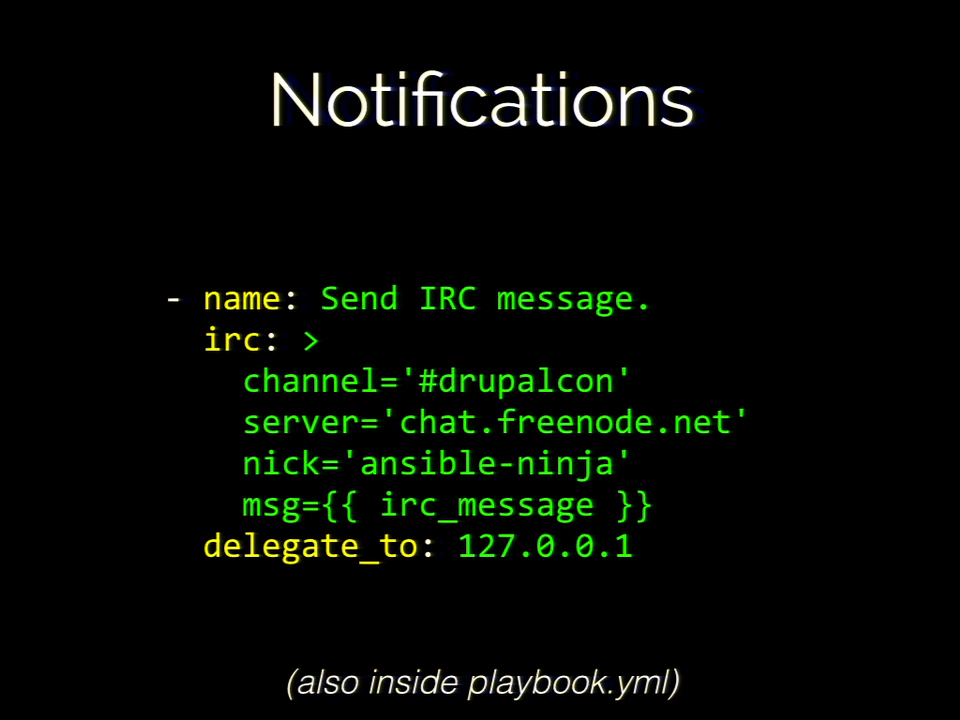 Notifications
- name: Send IRC message.
  irc: >
    channel='#drupalcon'
    server='chat.freenode.net'
    nick='ansible-ninja'
    msg={{ irc_message }}
  delegate_to: 127.0.0.1
(also inside playbook.yml)